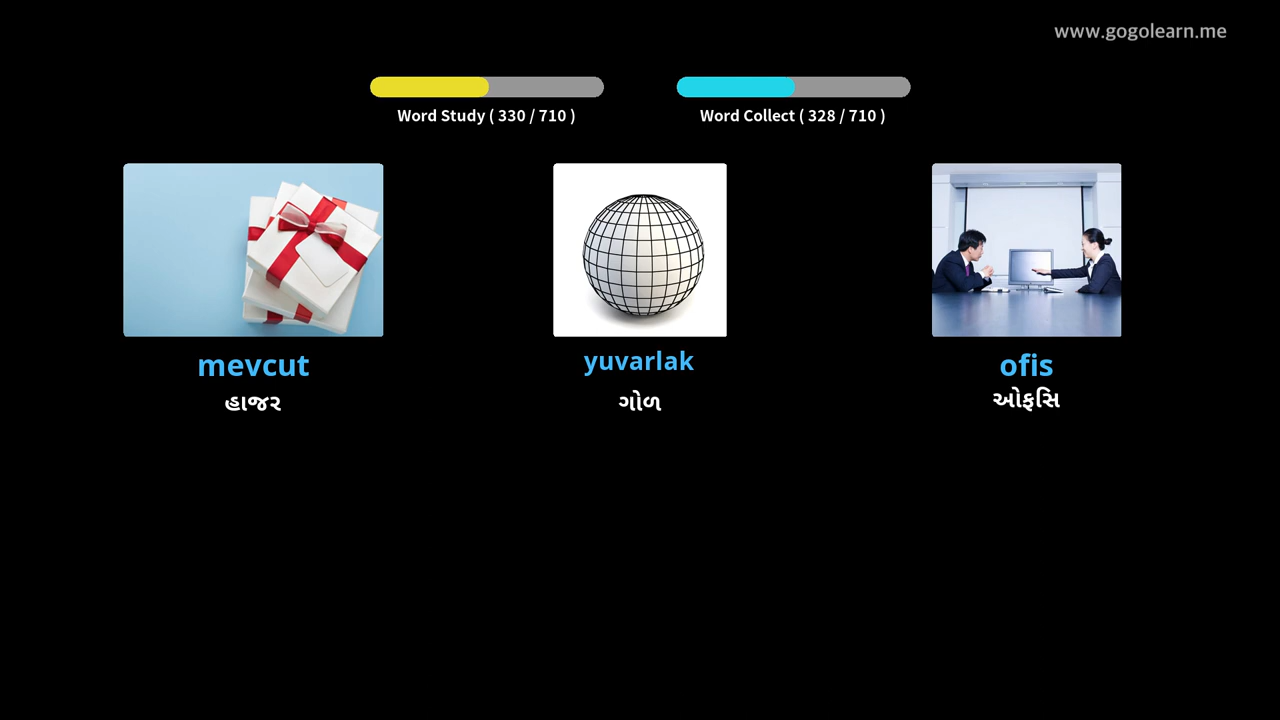 www.gogolearn.me
Word Study ( 330 / 710 )
Word Collect ( 328 / 710 )
mevcut
yuvarlak
ofis
હાજર
ગોળ
ઓફિસ